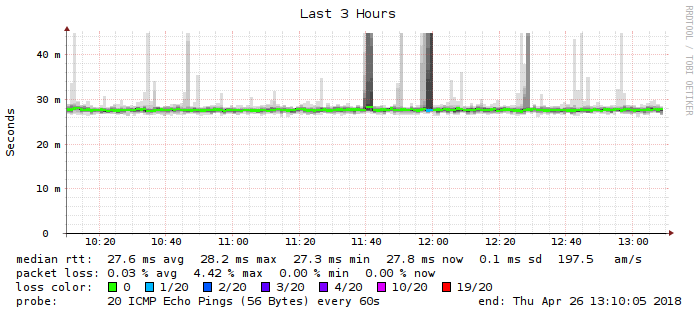 Last 3 Hours
RRDTOOL / TOBI OETIKER
Seconds
40 m
30 m
20 m
10 m
0
10:20 10:40 11:00 11:20 11:40 12:00 12:20 12:40 13:00
median rtt: 27.6 ms avg 28.2 ms max 27.3 ms min 27.8 ms now 0.1 ms sd 197.5 am/s
packet loss: 0.03 % avg 4.42 % max 0.00 % min 0.00 % now
loss color: 0 1/20 2/20 3/20 4/20 10/20 19/20
probe: 20 ICMP Echo Pings (56 Bytes) every 60s end: Thu Apr 26 13:10:05 2018